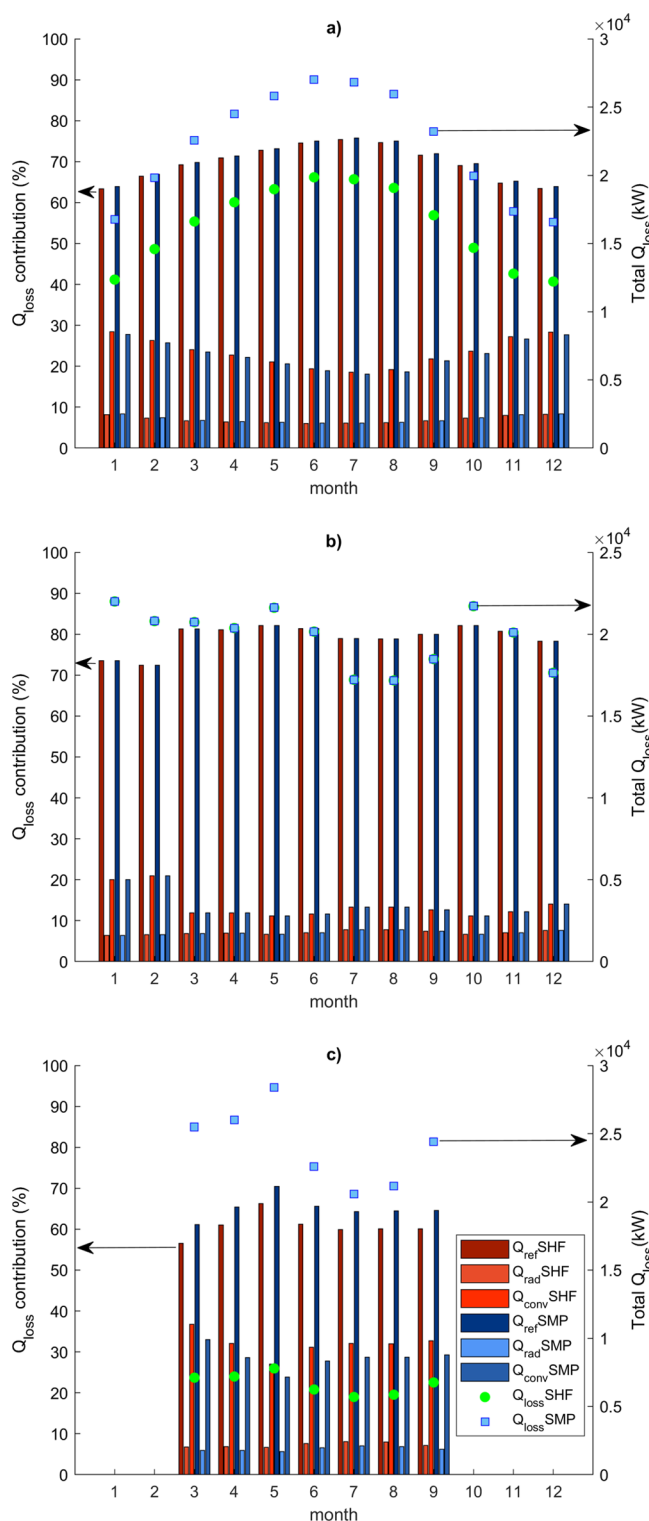 a)
×10⁴
100
90
80
70
60
50
40
30
20
10
0
Q_loss contribution (%)
3
2.5
2
1.5
1
0.5
0
Total Q_loss(kW)
1 2 3 4 5 6 7 8 9 10 11 12
month
b)
×10⁴
100
90
80
70
60
50
40
30
20
10
0
Q_loss contribution (%)
2.5
2
1.5
1
0.5
0
Total Q_loss(kW)
1 2 3 4 5 6 7 8 9 10 11 12
month
c)
×10⁴
100
90
80
70
60
50
40
30
20
10
0
Q_loss contribution (%)
3
2.5
2
1.5
1
0.5
0
Total Q_loss(kW)
Q_ref SHF
Q_rad SHF
Q_conv SHF
Q_ref SMP
Q_rad SMP
Q_conv SMP
Q_loss SHF
Q_loss SMP
1 2 3 4 5 6 7 8 9 10 11 12
month